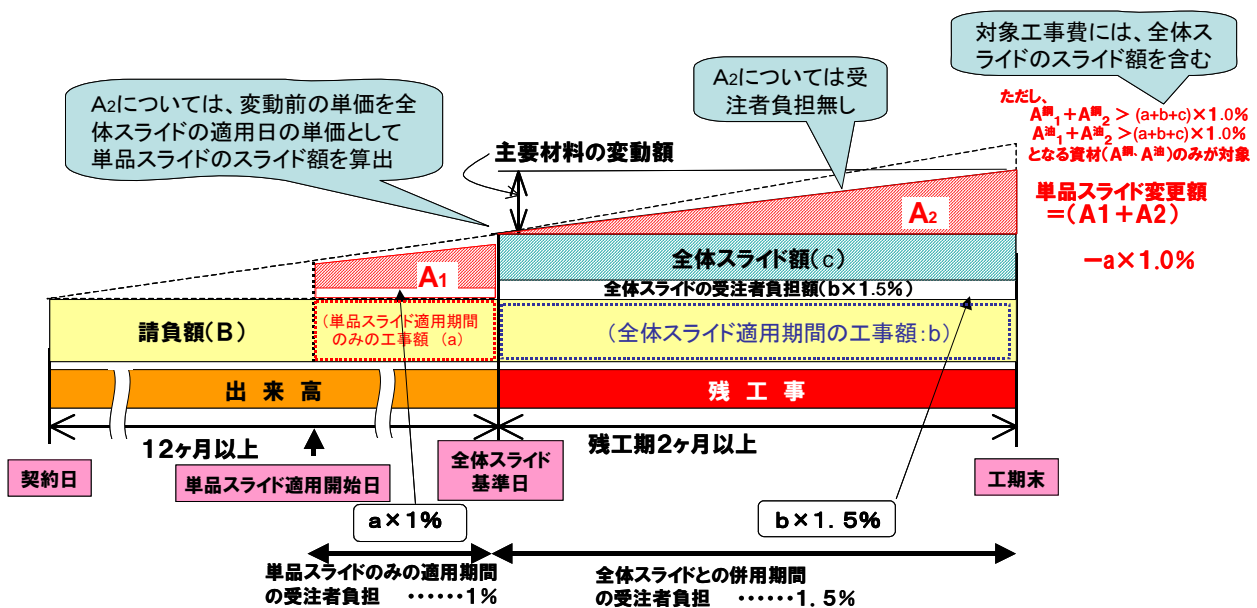 対象工事費には、全体ス
ライドのスライド額を含む
A2については受
注者負担無し
A2については、変動前の単価を全
体スライドの適用日の単価として
単品スライドのスライド額を算出
ただし、
A鋼1+A鋼2 > (a+b+c)×1.0%
A油1+A油2 >(a+b+c)×1.0%
となる資材(A鋼、A油)のみが対象
主要材料の変動額
単品スライド変更額
=(A1+A2)
-a×1.0%
A2
A1
全体スライド額(c)
全体スライドの受注者負担額(b×1.5%)
請負額(B)
(単品スライド適用期間
のみの工事額 (a)
(全体スライド適用期間の工事額:b)
出 来 高
残 工 事
12ヶ月以上
残工期2ヶ月以上
契約日
単品スライド適用開始日
全体スライド
基準日
工期末
a×1%
b×1.5%
単品スライドのみの適用期間
の受注者負担 ‥‥‥1%
全体スライドとの併用期間
の受注者負担 ‥‥‥1.5%